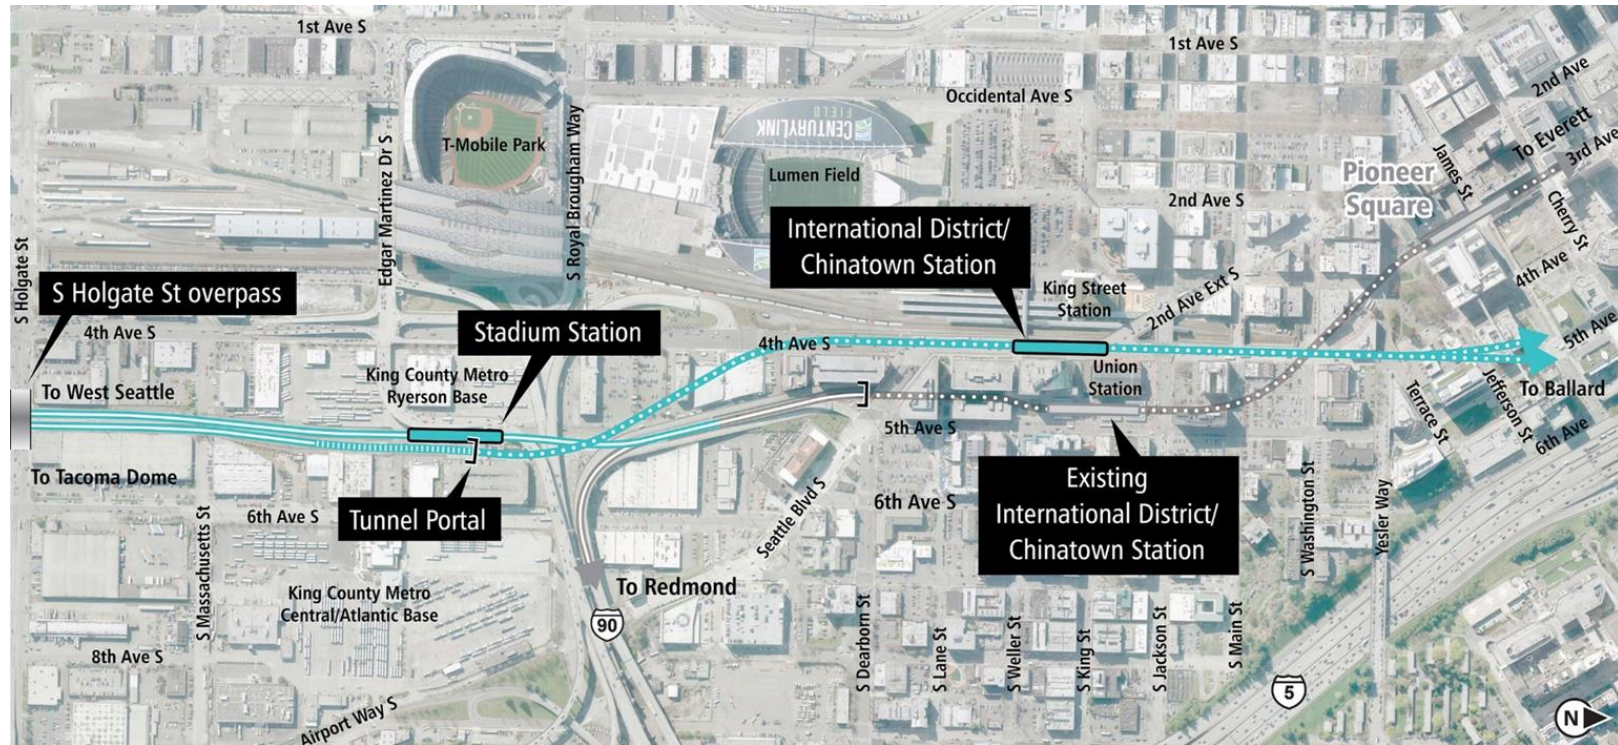 1st Ave S
1st Ave S
2nd Ave
Occidental Ave S
CENTURYLINK
FIELD
To Everett
3rd Ave
T-Mobile Park
Edgar Martinez Dr S
S Royal Brougham Way
Lumen Field
Pioneer
Square
James St
Cherry St
2nd Ave S
International District/
Chinatown Station
S Holgate St
S Holgate St overpass
4th Ave S
King Street
Station
2nd Ave Ext S
4th Ave
5th Ave
Stadium Station
4th Ave S
King County Metro
Ryerson Base
To West Seattle
Union
Station
To Ballard
Terrace St
Jefferson St
6th Ave
5th Ave S
To Tacoma Dome
Existing
International District/
Chinatown Station
6th Ave S
Tunnel Portal
Seattle Blvd S
6th Ave S
S Washington St
Yesler Way
S Massachusetts St
King County Metro
Central/Atlantic Base
To Redmond
90
8th Ave S
S Dearborn St
S Lane St
S Weller St
S King St
S Jackson St
S Main St
5
Airport Way S
N